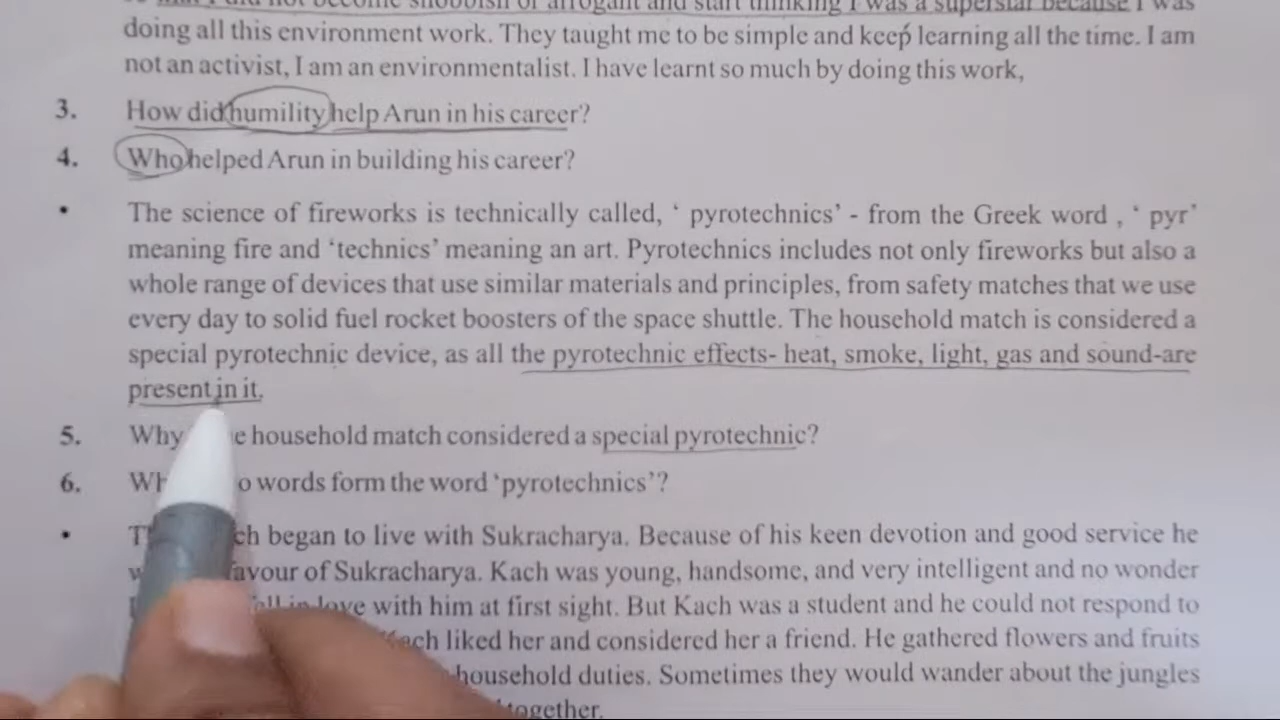 doing all this environment work. They taught me to be simple and keep learning all the time. I am
not an activist, I am an environmentalist. I have learnt so much by doing this work,
3. How did humility help Arun in his career?
4. Who helped Arun in building his career?
• The science of fireworks is technically called, ‘ pyrotechnics’ - from the Greek word , ‘ pyr’
meaning fire and ‘technics’ meaning an art. Pyrotechnics includes not only fireworks but also a
whole range of devices that use similar materials and principles, from safety matches that we use
every day to solid fuel rocket boosters of the space shuttle. The household match is considered a
special pyrotechnic device, as all the pyrotechnic effects- heat, smoke, light, gas and sound-are
present in it.
5. Why household match considered a special pyrotechnic?
6. words form the word ‘pyrotechnics’?
• began to live with Sukracharya. Because of his keen devotion and good service he
of Sukracharya. Kach was young, handsome, and very intelligent and no wonder
in love with him at first sight. But Kach was a student and he could not respond to
liked her and considered her a friend. He gathered flowers and fruits
household duties. Sometimes they would wander about the jungles
together.